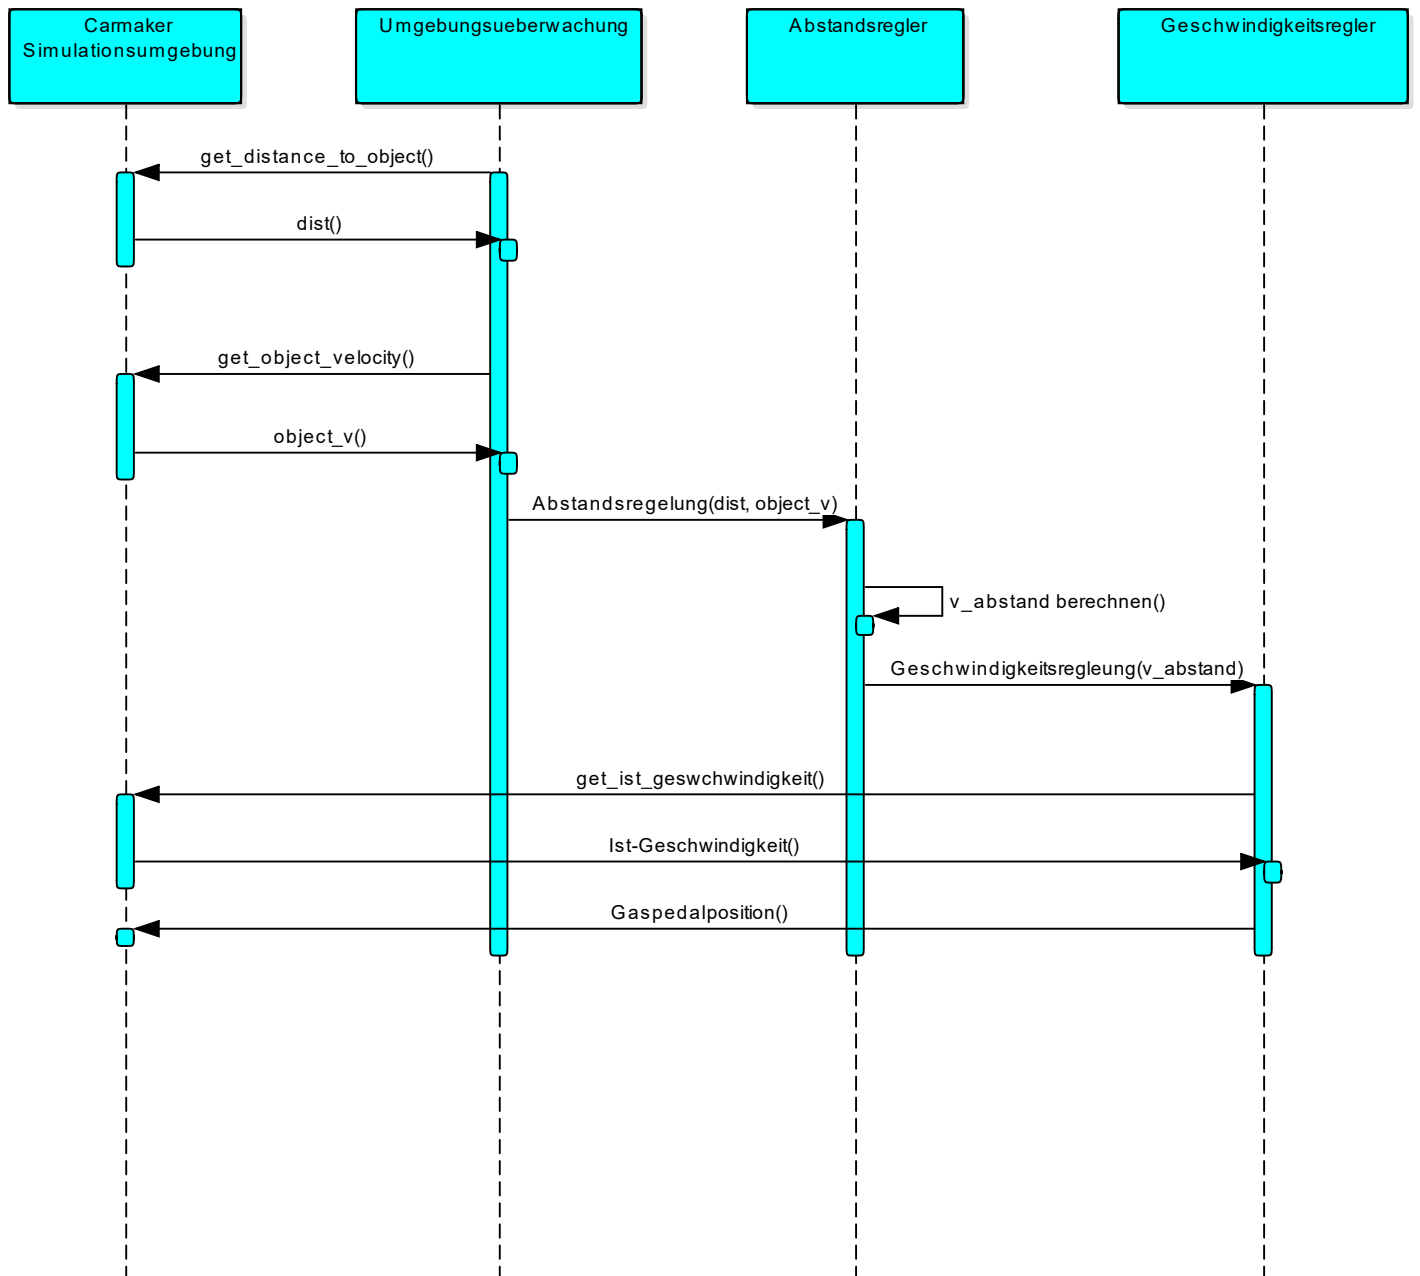 Carmaker
Simulationsumgebung
Umgebungsueberwachung
Abstandsregler
Geschwindigkeitsregler
get_distance_to_object()
dist()
get_object_velocity()
object_v()
Abstandsregelung(dist, object_v)
v_abstand berechnen()
Geschwindigkeitsregleung(v_abstand)
get_ist_geswchwindigkeit()
Ist-Geschwindigkeit()
Gaspedalposition()